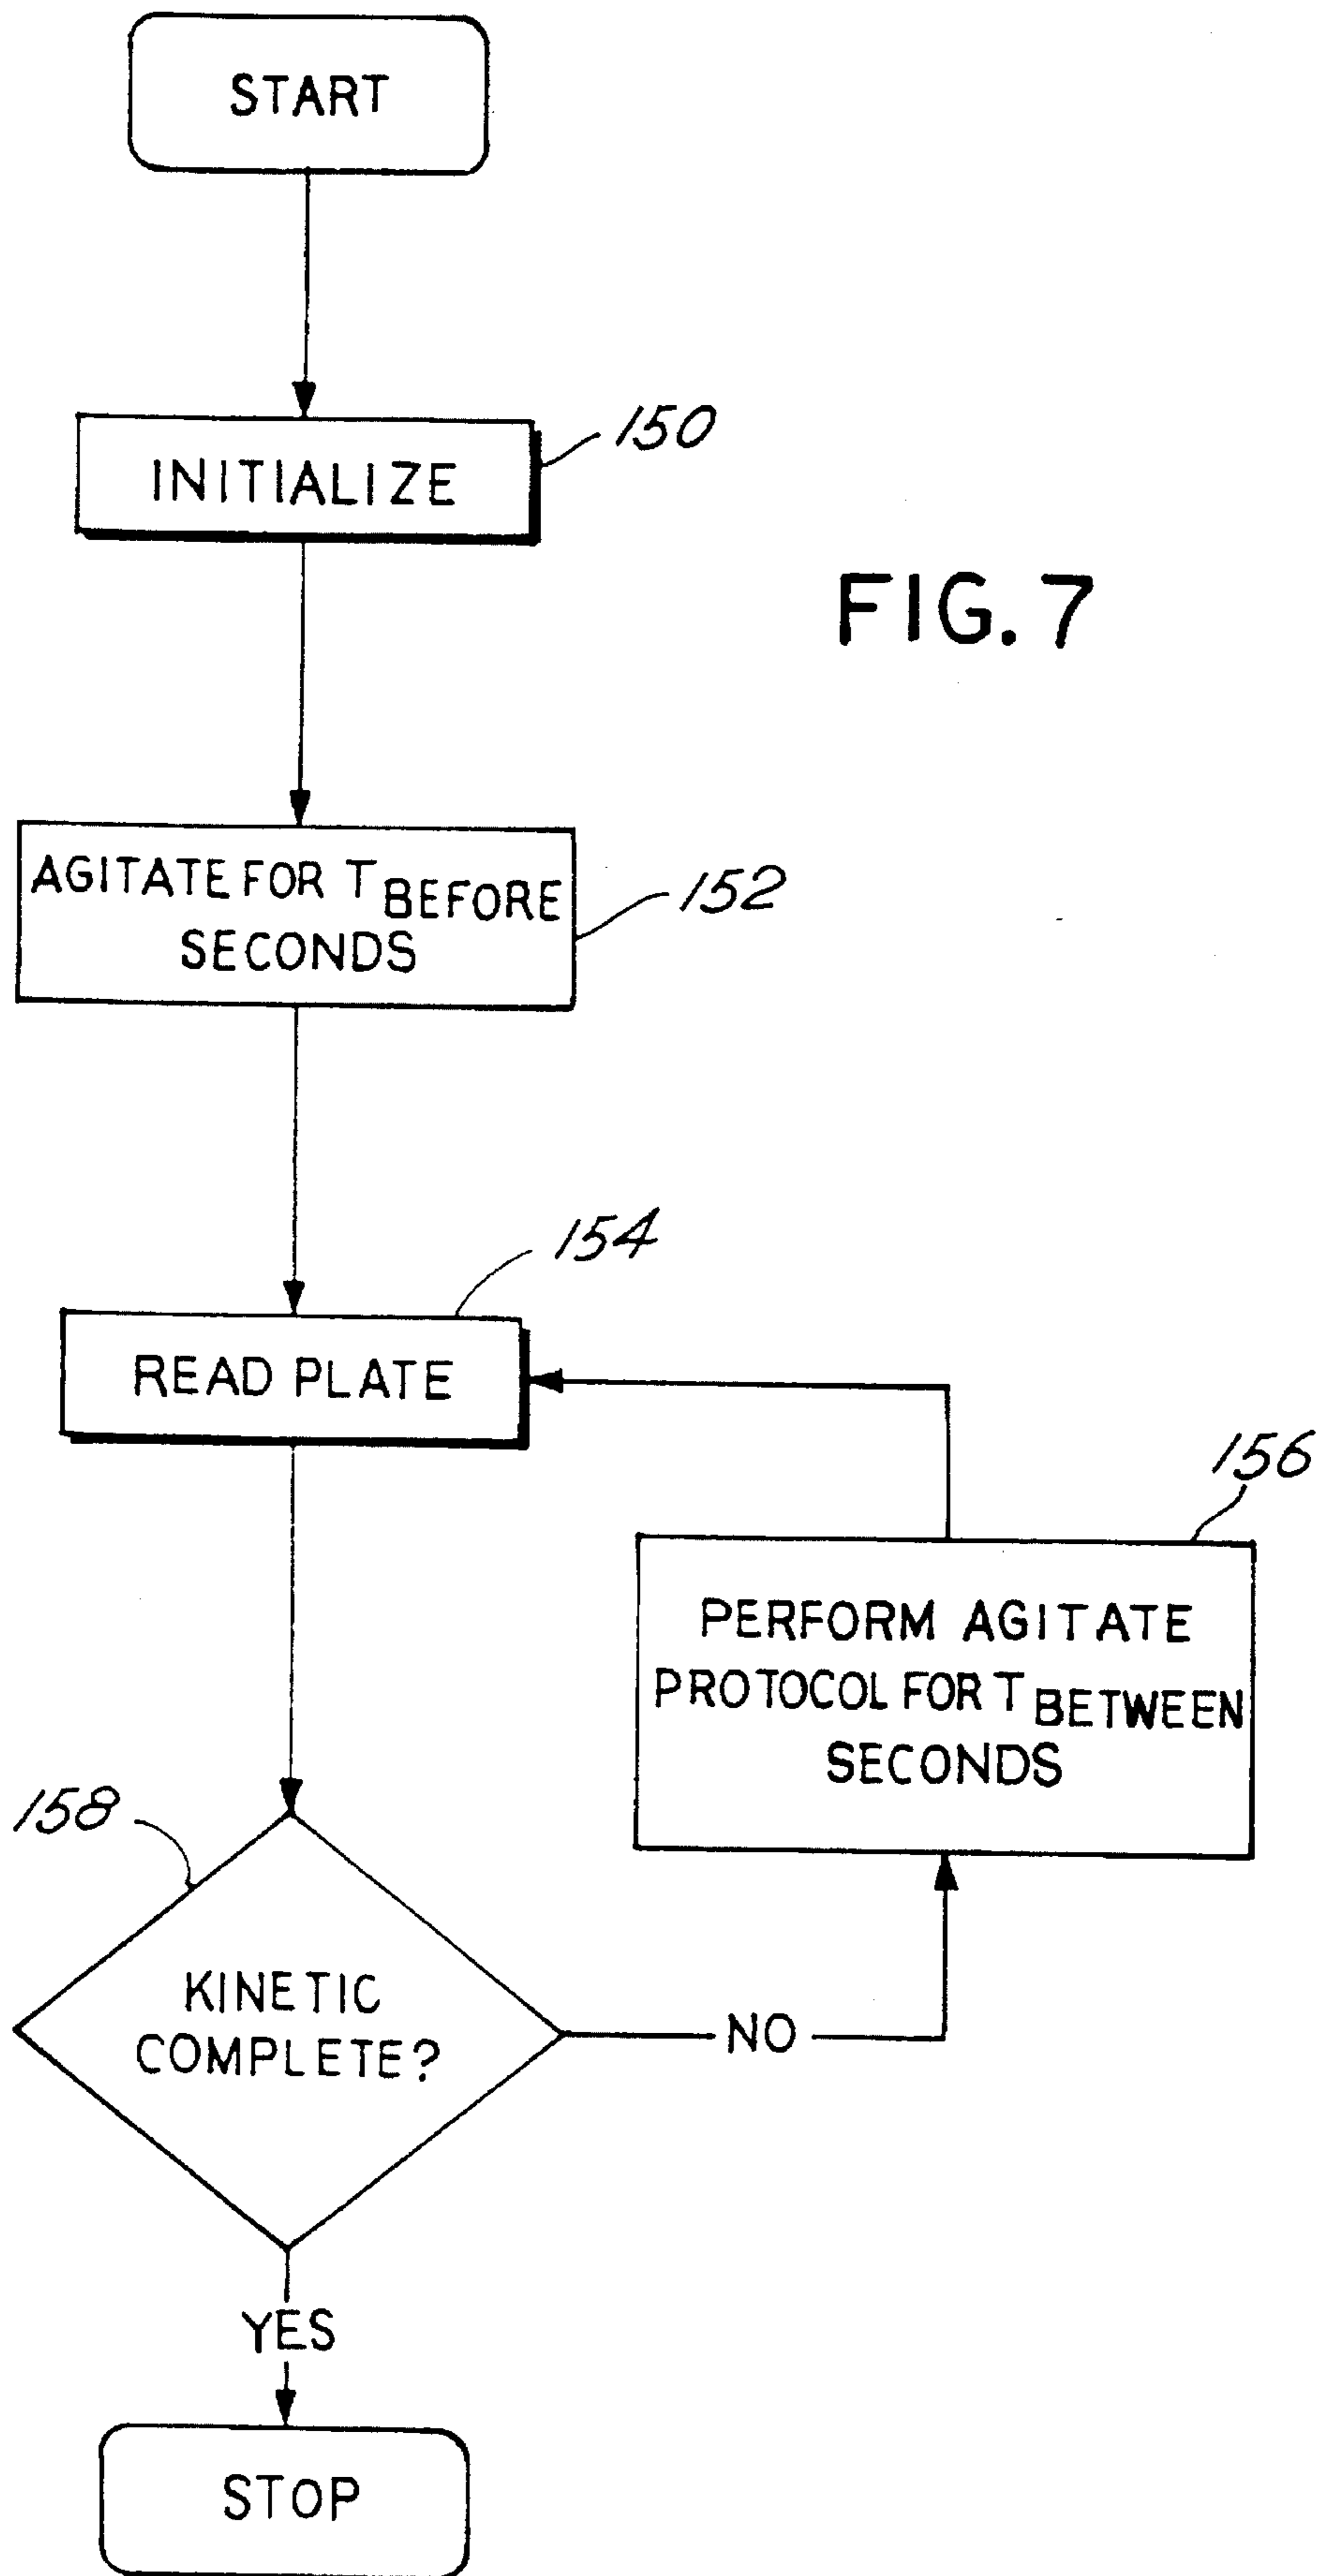 START
INITIALIZE
150
FIG. 7
AGITATE FOR T BEFORE
SECONDS
152
154
READ PLATE
156
PERFORM AGITATE
PROTOCOL FOR T BETWEEN
SECONDS
158
KINETIC
COMPLETE?
NO
YES
STOP